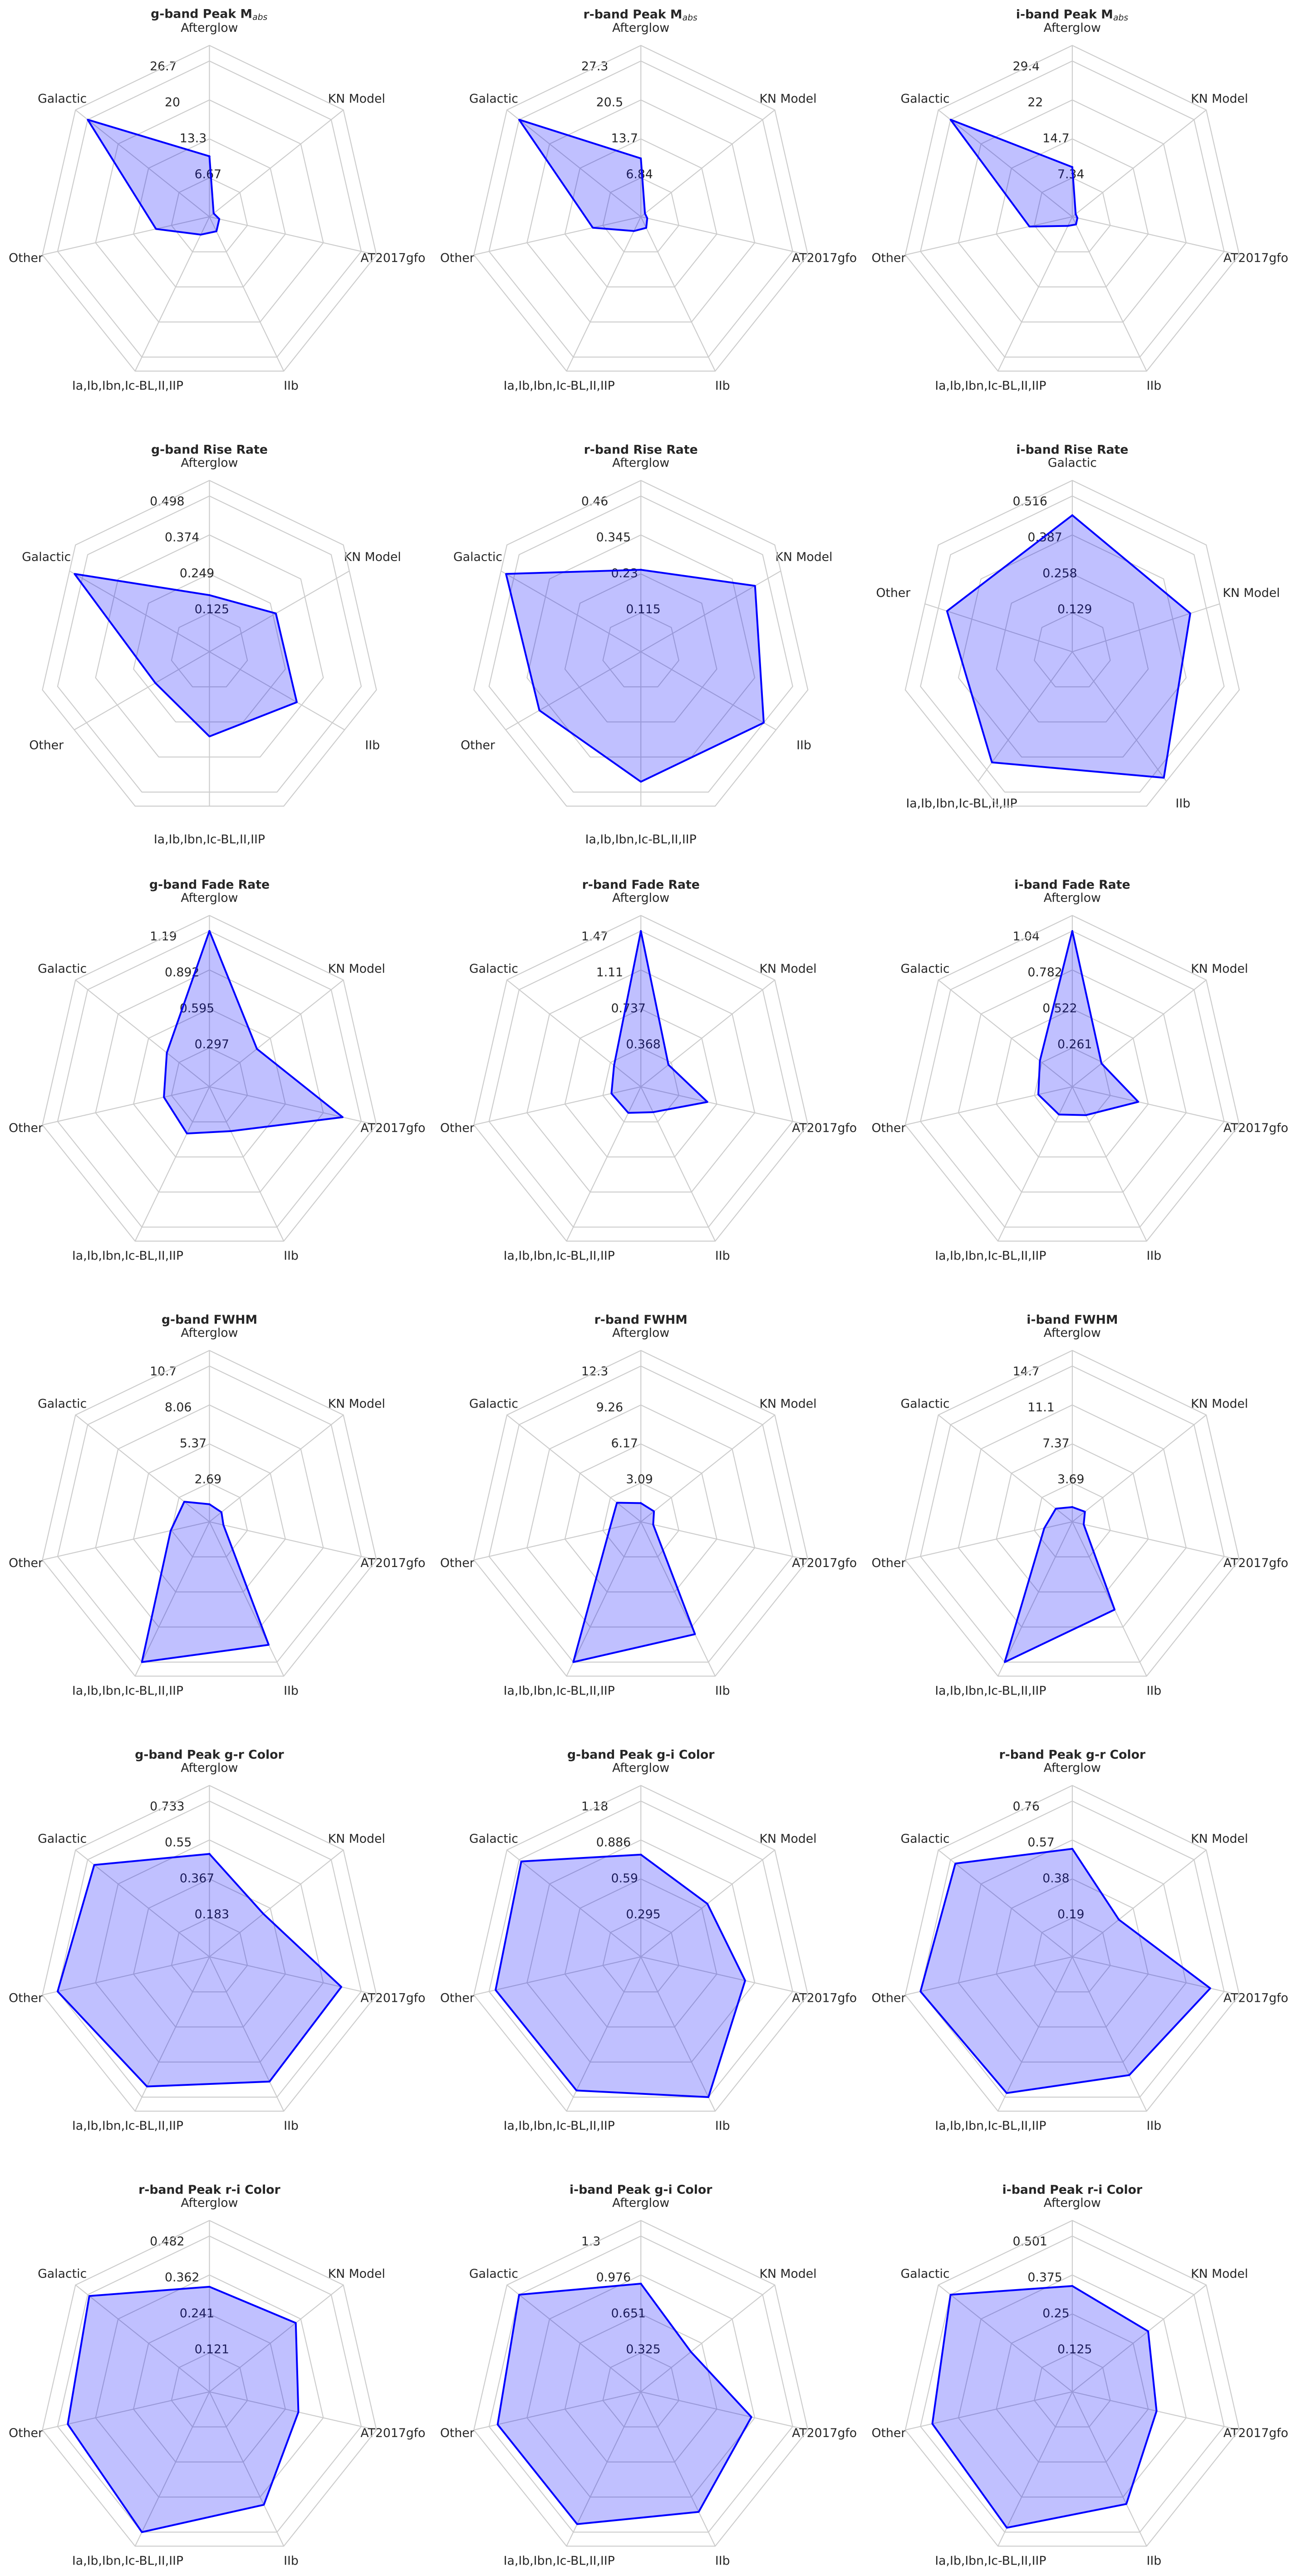 g-band Peak M_abs
Afterglow
26.7
20
13.3
6.67
Galactic
KN Model
Other
AT2017gfo
Ia,Ib,Ibn,Ic-BL,II,IIP
IIb
r-band Peak M_abs
Afterglow
27.3
20.5
13.7
6.84
Galactic
KN Model
Other
AT2017gfo
Ia,Ib,Ibn,Ic-BL,II,IIP
IIb
i-band Peak M_abs
Afterglow
29.4
22
14.7
7.34
Galactic
KN Model
Other
AT2017gfo
Ia,Ib,Ibn,Ic-BL,II,IIP
IIb
g-band Rise Rate
Afterglow
0.498
0.374
0.249
0.125
Galactic
KN Model
Other
IIb
Ia,Ib,Ibn,Ic-BL,II,IIP
r-band Rise Rate
Afterglow
0.46
0.345
0.23
0.115
Galactic
KN Model
Other
IIb
Ia,Ib,Ibn,Ic-BL,II,IIP
i-band Rise Rate
Galactic
0.516
0.387
0.258
0.129
Other
KN Model
Ia,Ib,Ibn,Ic-BL,II,IIP
IIb
g-band Fade Rate
Afterglow
1.19
0.892
0.595
0.297
Galactic
KN Model
Other
AT2017gfo
Ia,Ib,Ibn,Ic-BL,II,IIP
IIb
r-band Fade Rate
Afterglow
1.47
1.11
0.737
0.368
Galactic
KN Model
Other
AT2017gfo
Ia,Ib,Ibn,Ic-BL,II,IIP
IIb
i-band Fade Rate
Afterglow
1.04
0.782
0.522
0.261
Galactic
KN Model
Other
AT2017gfo
Ia,Ib,Ibn,Ic-BL,II,IIP
IIb
g-band FWHM
Afterglow
10.7
8.06
5.37
2.69
Galactic
KN Model
Other
AT2017gfo
Ia,Ib,Ibn,Ic-BL,II,IIP
IIb
r-band FWHM
Afterglow
12.3
9.26
6.17
3.09
Galactic
KN Model
Other
AT2017gfo
Ia,Ib,Ibn,Ic-BL,II,IIP
IIb
i-band FWHM
Afterglow
14.7
11.1
7.37
3.69
Galactic
KN Model
Other
AT2017gfo
Ia,Ib,Ibn,Ic-BL,II,IIP
IIb
g-band Peak g-r Color
Afterglow
0.733
0.55
0.367
0.183
Galactic
KN Model
Other
AT2017gfo
Ia,Ib,Ibn,Ic-BL,II,IIP
IIb
g-band Peak g-i Color
Afterglow
1.18
0.886
0.59
0.295
Galactic
KN Model
Other
AT2017gfo
Ia,Ib,Ibn,Ic-BL,II,IIP
IIb
r-band Peak g-r Color
Afterglow
0.76
0.57
0.38
0.19
Galactic
KN Model
Other
AT2017gfo
Ia,Ib,Ibn,Ic-BL,II,IIP
IIb
r-band Peak r-i Color
Afterglow
0.482
0.362
0.241
0.121
Galactic
KN Model
Other
AT2017gfo
Ia,Ib,Ibn,Ic-BL,II,IIP
IIb
i-band Peak g-i Color
Afterglow
1.3
0.976
0.651
0.325
Galactic
KN Model
Other
AT2017gfo
Ia,Ib,Ibn,Ic-BL,II,IIP
IIb
i-band Peak r-i Color
Afterglow
0.501
0.375
0.25
0.125
Galactic
KN Model
Other
AT2017gfo
Ia,Ib,Ibn,Ic-BL,II,IIP
IIb